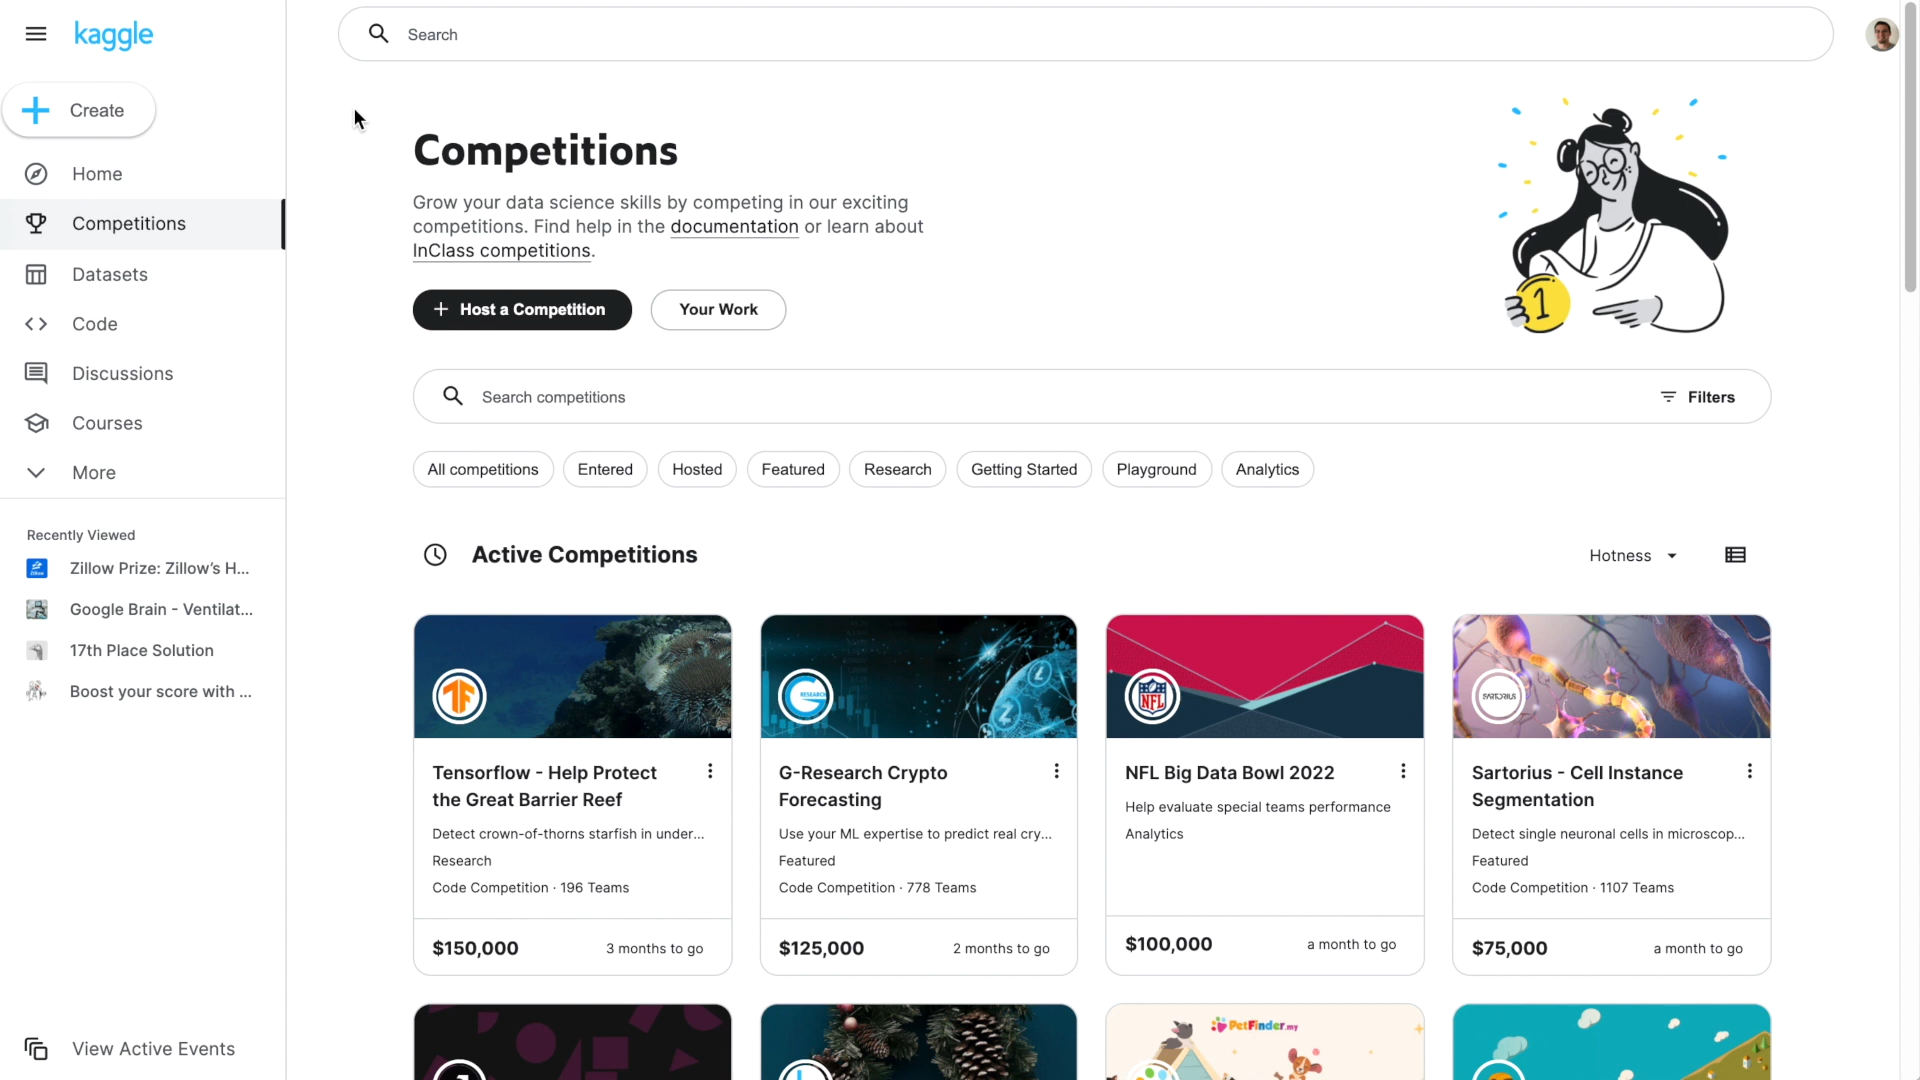 kaggle
Search
Create
Home
Competitions
Datasets
Code
Discussions
Courses
More
Recently Viewed
Zillow Prize: Zillow's H...
Google Brain - Ventilat...
17th Place Solution
Boost your score with ...
View Active Events
Competitions
Grow your data science skills by competing in our exciting
competitions. Find help in the documentation or learn about
InClass competitions.
Host a Competition
Your Work
1
Search competitions
Filters
All competitions
Entered
Hosted
Featured
Research
Getting Started
Playground
Analytics
Active Competitions
Hotness
Tensorflow - Help Protect
the Great Barrier Reef
Detect crown-of-thorns starfish in under...
Research
Code Competition · 196 Teams
$150,000
3 months to go
RESEARCH
G-Research Crypto
Forecasting
Use your ML expertise to predict real cry...
Featured
Code Competition · 778 Teams
$125,000
2 months to go
NFL
NFL Big Data Bowl 2022
Help evaluate special teams performance
Analytics
$100,000
a month to go
SARTORIUS
Sartorius - Cell Instance
Segmentation
Detect single neuronal cells in microscop...
Featured
Code Competition · 1107 Teams
$75,000
a month to go
PetFinder.my